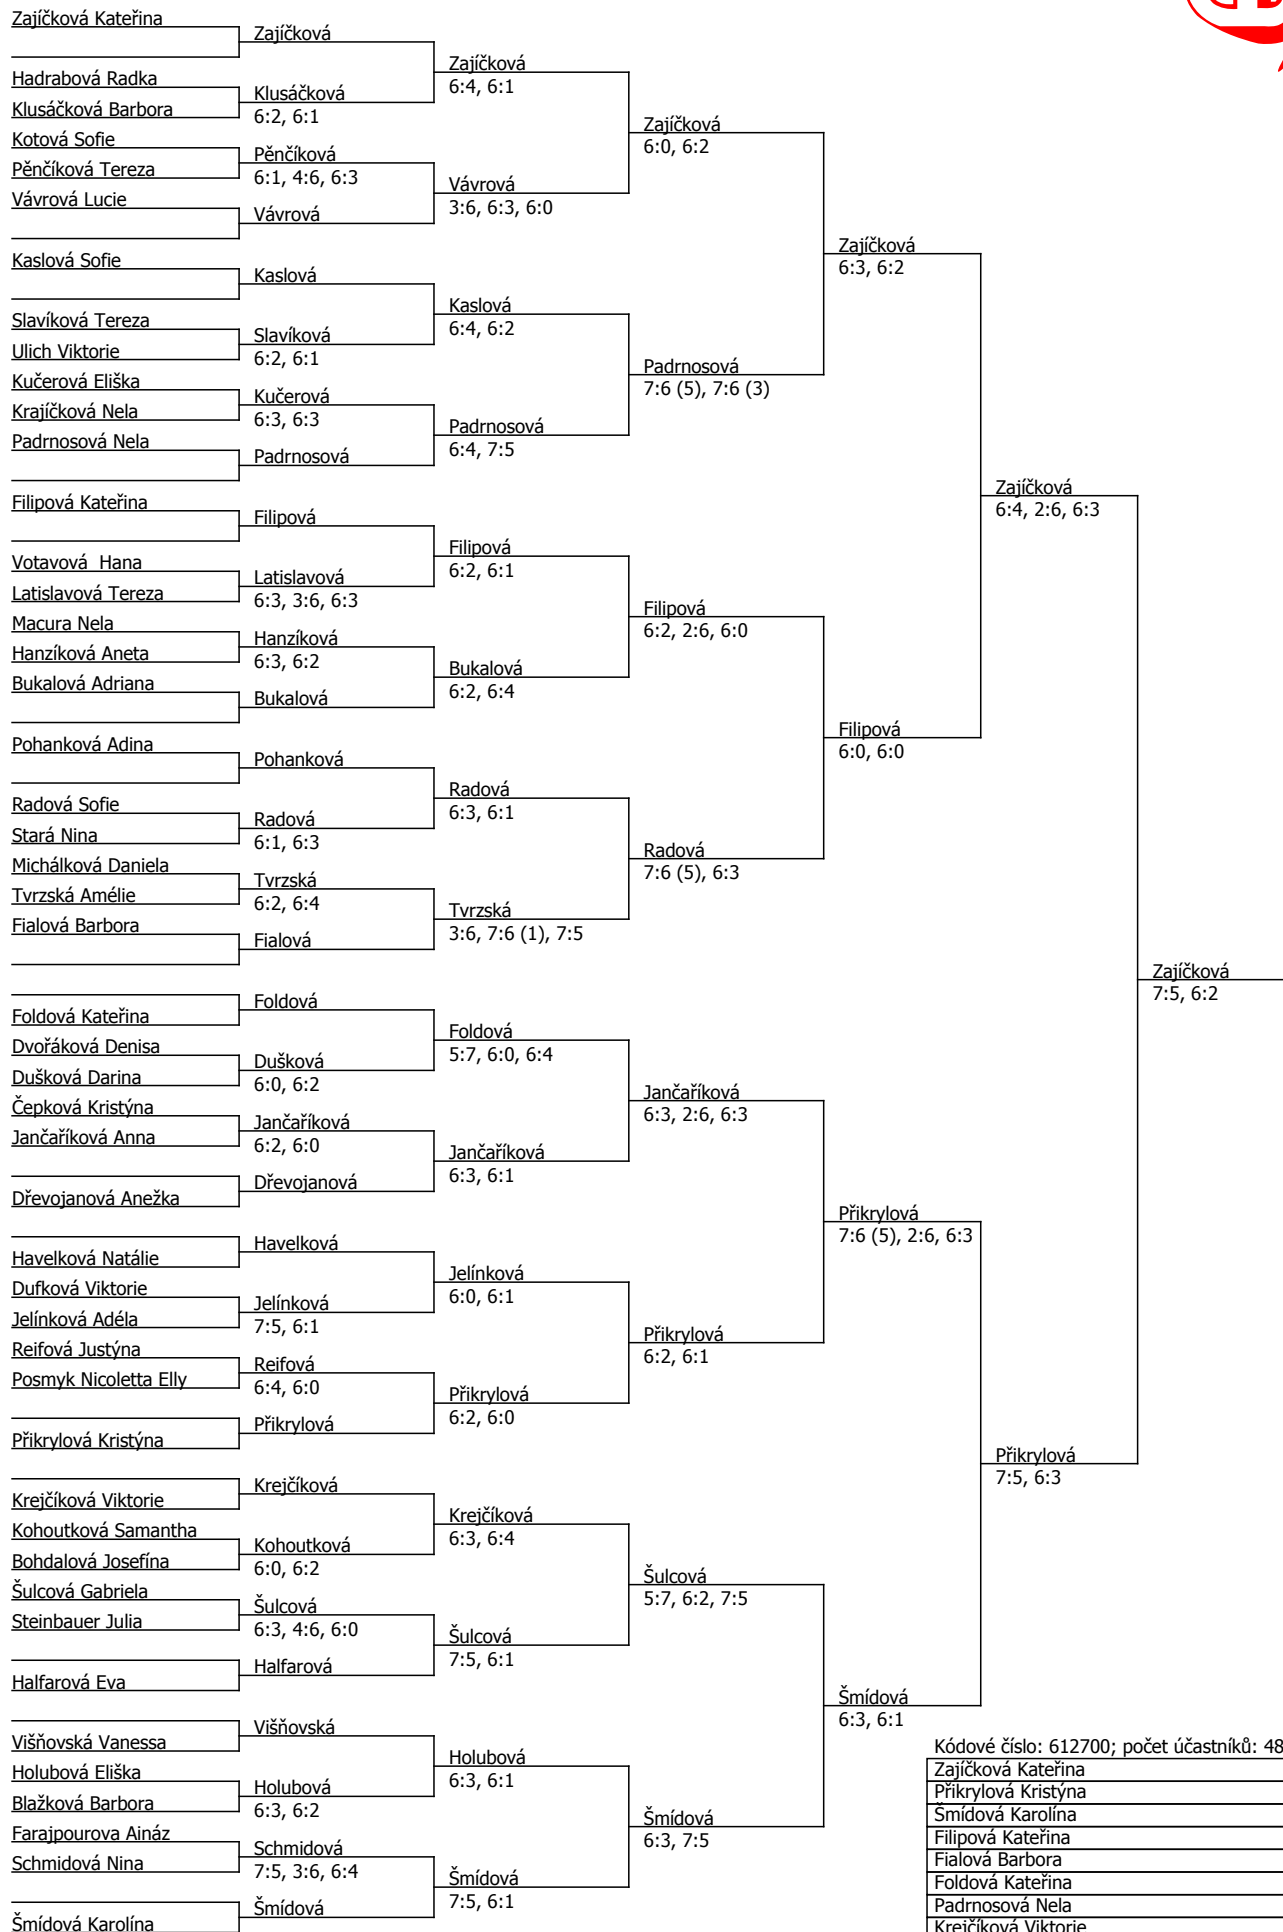 Zajíčková Kateřina
Hadrabová Radka
Klusáčková Barbora
Kotová Sofie
Pěnčíková Tereza
Vávrová Lucie
Kaslová Sofie
Slavíková Tereza
Ulich Viktorie
Kučerová Eliška
Krajíčková Nela
Padrnosová Nela
Filipová Kateřina
Votavová  Hana
Latislavová Tereza
Macura Nela
Hanzíková Aneta
Bukalová Adriana
Pohanková Adina
Radová Sofie
Stará Nina
Michálková Daniela
Tvrzská Amélie
Fialová Barbora
Foldová Kateřina
Dvořáková Denisa
Dušková Darina
Čepková Kristýna
Jančaříková Anna
Dřevojanová Anežka
Havelková Natálie
Dufková Viktorie
Jelínková Adéla
Reifová Justýna
Posmyk Nicoletta Elly
Přikrylová Kristýna
Krejčíková Viktorie
Kohoutková Samantha
Bohdalová Josefína
Šulcová Gabriela
Steinbauer Julia
Halfarová Eva
Višňovská Vanessa
Holubová Eliška
Blažková Barbora
Farajpourova Aináz
Schmidová Nina
Šmídová Karolína
Zajíčková
Klusáčková
6:2, 6:1
Pěnčíková
6:1, 4:6, 6:3
Vávrová
Kaslová
Slavíková
6:2, 6:1
Kučerová
6:3, 6:3
Padrnosová
Filipová
Latislavová
6:3, 3:6, 6:3
Hanzíková
6:3, 6:2
Bukalová
Pohanková
Radová
6:1, 6:3
Tvrzská
6:2, 6:4
Fialová
Foldová
Dušková
6:0, 6:2
Jančaříková
6:2, 6:0
Dřevojanová
Havelková
Jelínková
7:5, 6:1
Reifová
6:4, 6:0
Přikrylová
Krejčíková
Kohoutková
6:0, 6:2
Šulcová
6:3, 4:6, 6:0
Halfarová
Višňovská
Holubová
6:3, 6:2
Schmidová
7:5, 3:6, 6:4
Šmídová
Zajíčková
6:4, 6:1
Vávrová
3:6, 6:3, 6:0
Kaslová
6:4, 6:2
Padrnosová
6:4, 7:5
Filipová
6:2, 6:1
Bukalová
6:2, 6:4
Radová
6:3, 6:1
Tvrzská
3:6, 7:6 (1), 7:5
Foldová
5:7, 6:0, 6:4
Jančaříková
6:3, 6:1
Jelínková
6:0, 6:1
Přikrylová
6:2, 6:0
Krejčíková
6:3, 6:4
Šulcová
7:5, 6:1
Holubová
6:3, 6:1
Šmídová
7:5, 6:1
Zajíčková
6:0, 6:2
Padrnosová
7:6 (5), 7:6 (3)
Filipová
6:2, 2:6, 6:0
Radová
7:6 (5), 6:3
Jančaříková
6:3, 2:6, 6:3
Přikrylová
6:2, 6:1
Šulcová
5:7, 6:2, 7:5
Šmídová
6:3, 7:5
Zajíčková
6:3, 6:2
Filipová
6:0, 6:0
Přikrylová
7:6 (5), 2:6, 6:3
Šmídová
6:3, 6:1
Zajíčková
6:4, 2:6, 6:3
Přikrylová
7:5, 6:3
Zajíčková
7:5, 6:2
Kódové číslo: 612700; počet účastníků: 48
Zajíčková Kateřina
Přikrylová Kristýna
Šmídová Karolína
Filipová Kateřina
Fialová Barbora
Foldová Kateřina
Padrnosová Nela
Krejčíková Viktorie